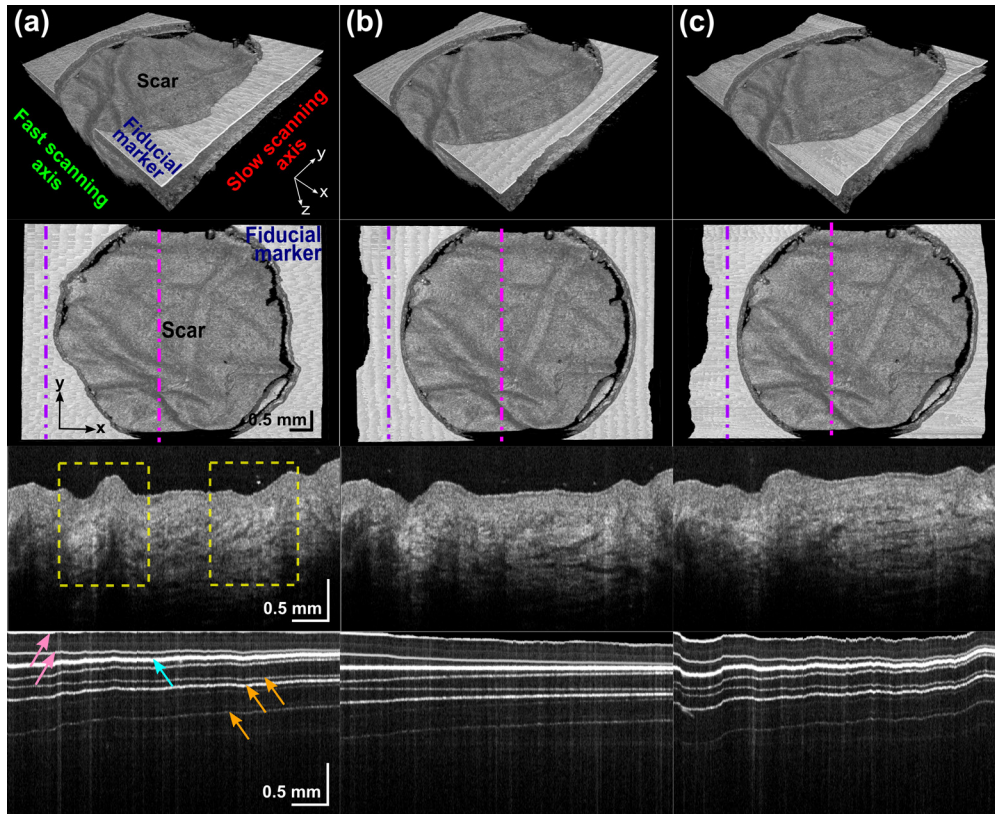 (a)
(b)
(c)
Scar
Fiducial
marker
Fast scanning
axis
Slow scanning
axis
y
x
z
Fiducial
marker
Scar
y
x
0.5 mm
0.5 mm
0.5 mm